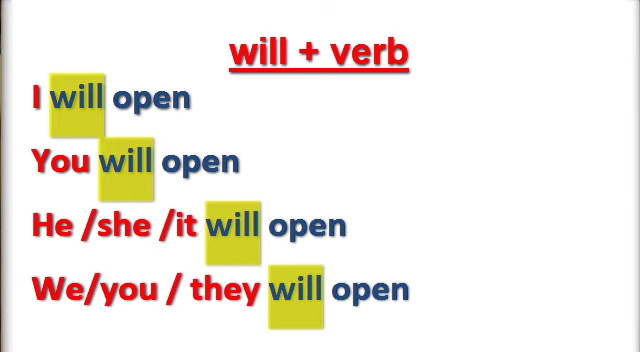 will + verb
I will open
You will open
He /she /it will open
We/you / they will open